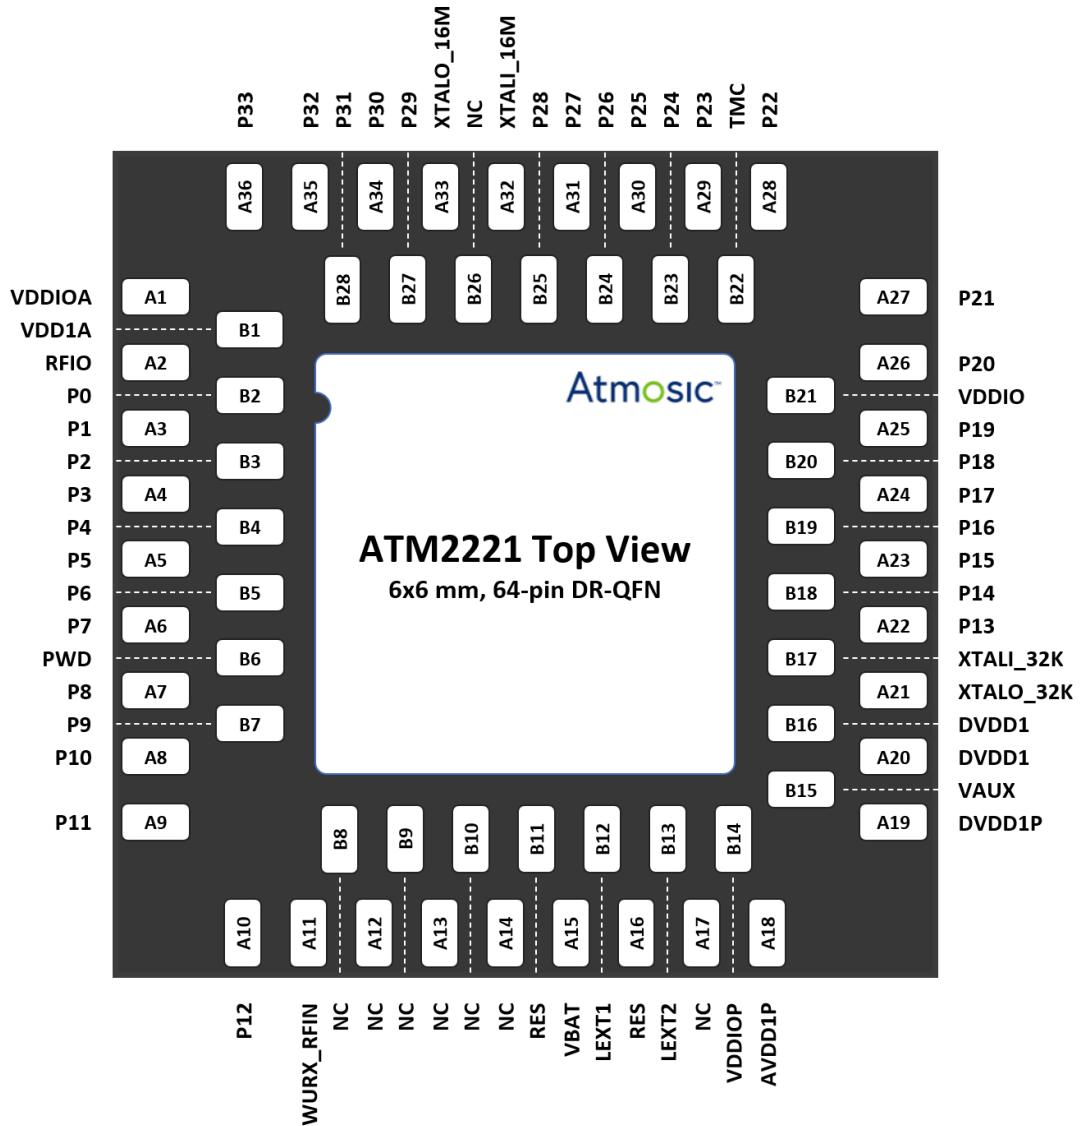 P33
P32
P31
P30
P29
XTALO_16M
NC
XTALI_16M
P28
P27
P26
P25
P24
P23
TMC
P22
A36
A35
A34
A33
A32
A31
A30
A29
A28
B28
B27
B26
B25
B24
B23
B22
VDDIOA A1
VDD1A B1
RFIO A2
P0 B2
P1 A3
P2 B3
P3 A4
P4 B4
P5 A5
P6 B5
P7 A6
PWD B6
P8 A7
P9 B7
P10 A8
P11 A9
Atmosic™
ATM2221 Top View
6x6 mm, 64-pin DR-QFN
A27 P21
A26 P20
B21 VDDIO
A25 P19
B20 P18
A24 P17
B19 P16
A23 P15
B18 P14
A22 P13
B17 XTALI_32K
A21 XTALO_32K
B16 DVDD1
A20 DVDD1
B15 VAUX
A19 DVDD1P
B8
B9
B10
B11
B12
B13
B14
A10
A11
A12
A13
A14
A15
A16
A17
A18
P12
WURX_RFIN
NC
NC
NC
NC
NC
NC
RES
VBAT
LEXT1
RES
LEXT2
NC
VDDIOP
AVDD1P